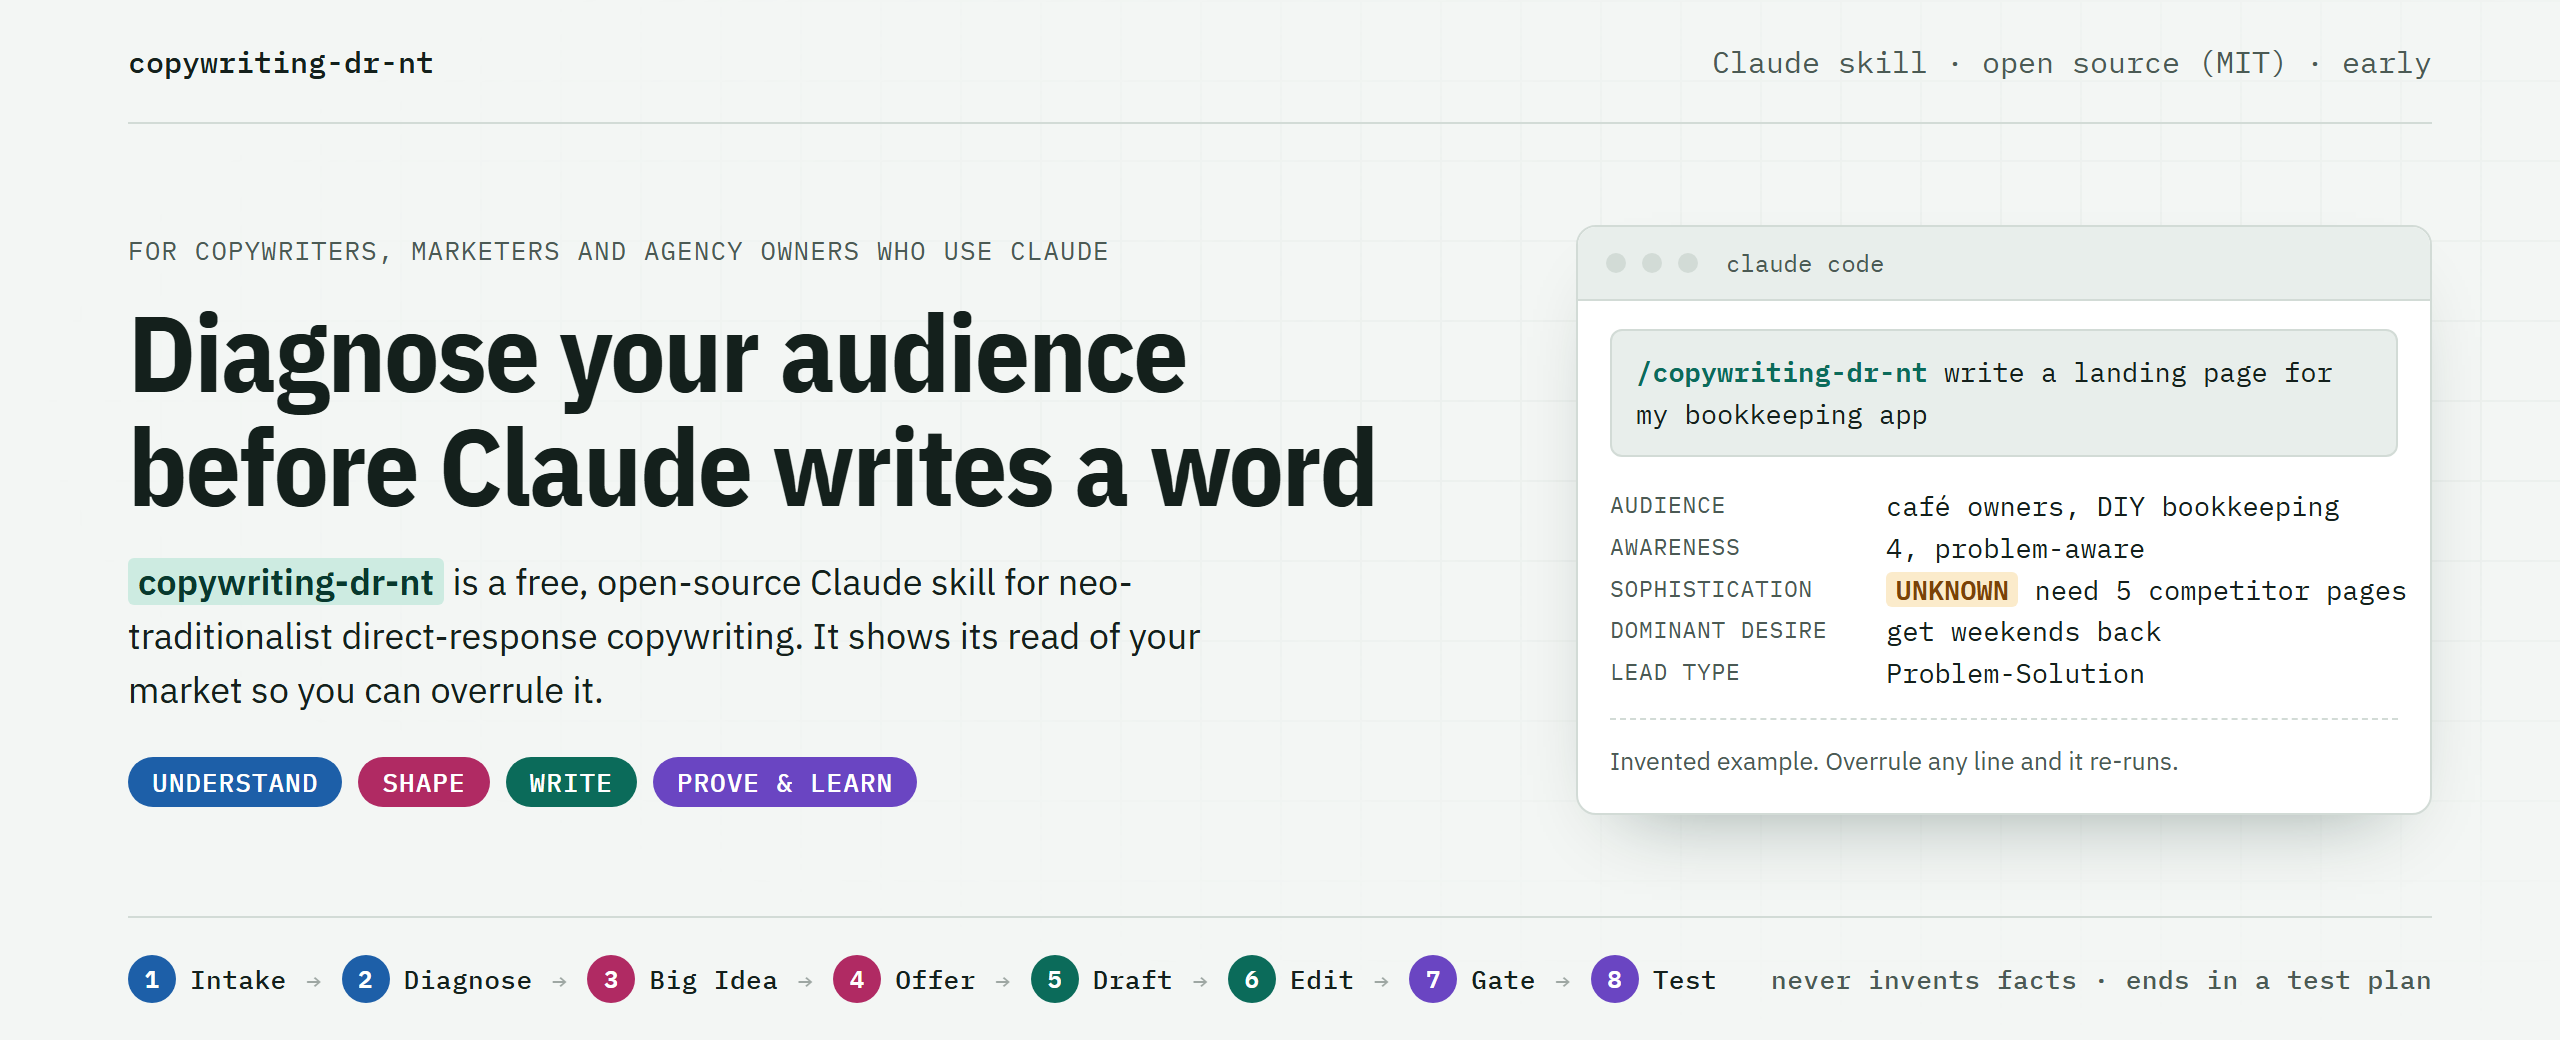 copywriting-dr-nt
Claude skill · open source (MIT) · early
FOR COPYWRITERS, MARKETERS AND AGENCY OWNERS WHO USE CLAUDE
Diagnose your audience
before Claude writes a word
copywriting-dr-nt is a free, open-source Claude skill for neo-
traditionalist direct-response copywriting. It shows its read of your
market so you can overrule it.
UNDERSTAND SHAPE WRITE PROVE & LEARN
claude code
/copywriting-dr-nt write a landing page for
my bookkeeping app
AUDIENCE café owners, DIY bookkeeping
AWARENESS 4, problem-aware
SOPHISTICATION UNKNOWN need 5 competitor pages
DOMINANT DESIRE get weekends back
LEAD TYPE Problem-Solution
Invented example. Overrule any line and it re-runs.
1 Intake → 2 Diagnose → 3 Big Idea → 4 Offer → 5 Draft → 6 Edit → 7 Gate → 8 Test
never invents facts · ends in a test plan